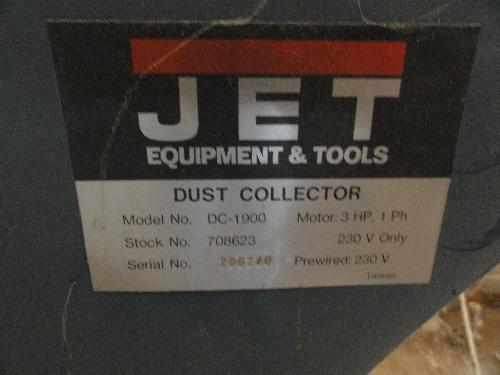 JET
EQUIPMENT & TOOLS
DUST COLLECTOR
Model No. DC-1900 Motor: 3 HP, 1 Ph
Stock No. 708623 230 V Only
Serial No. 206740 Prewired: 230 V
Taiwan